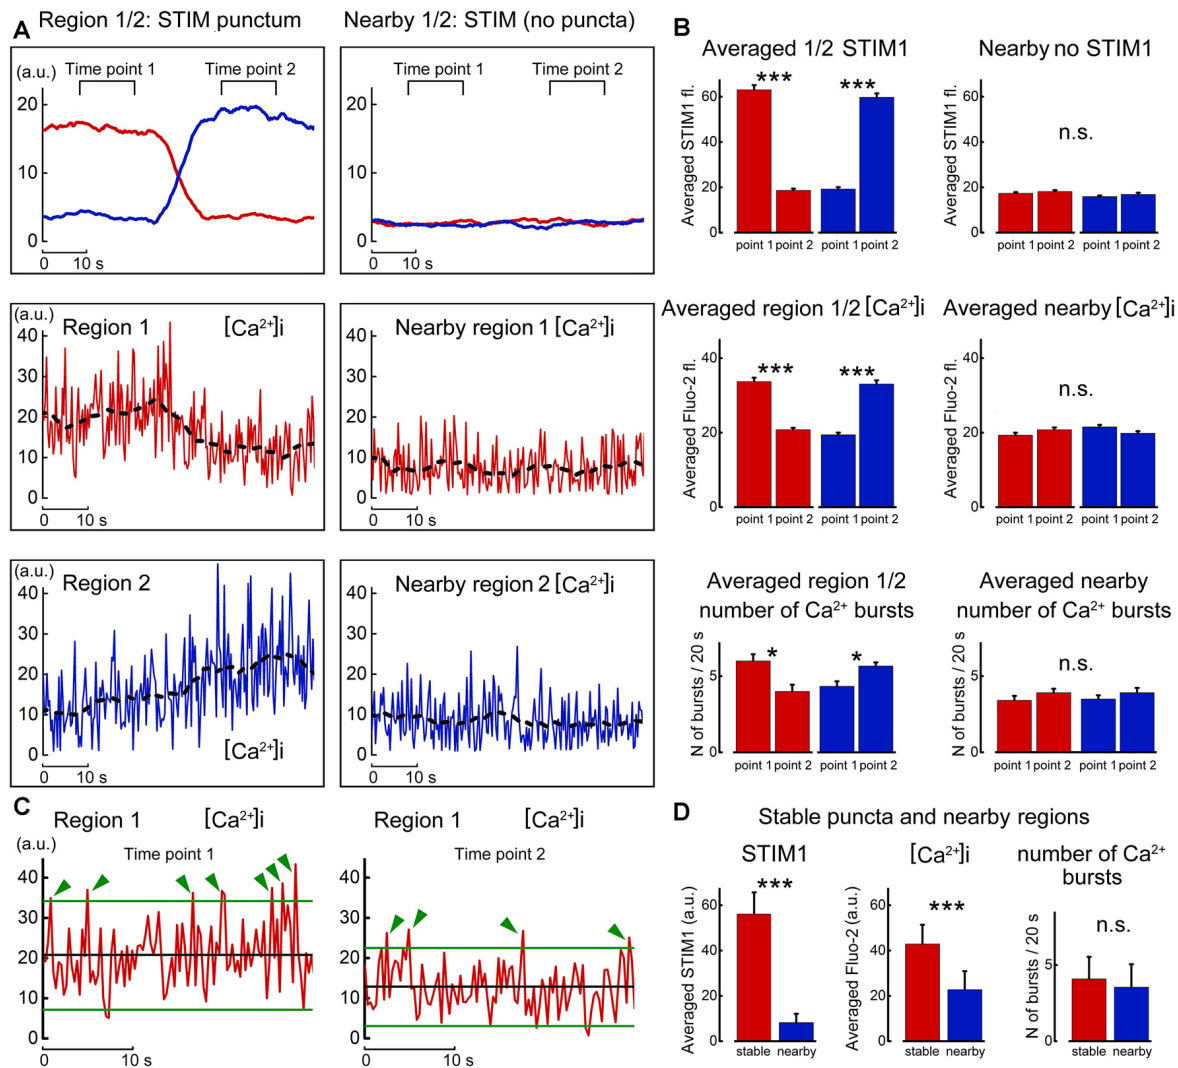 A
Region 1/2: STIM punctum
Nearby 1/2: STIM (no puncta)
(a.u.)
Time point 1
Time point 2
20
10
0
0
10 s
Time point 1
Time point 2
0
10 s
(a.u.)
Region 1
[Ca²⁺]i
40
30
20
10
0
0
10 s
Nearby region 1 [Ca²⁺]i
40
30
20
10
0
0
10 s
(a.u.)
Region 2
40
30
20
10
0
[Ca²⁺]i
0
10 s
Nearby region 2 [Ca²⁺]i
40
30
20
10
0
0
10 s
B
Averaged 1/2 STIM1
Averaged STIM1 fl.
60
40
20
0
***
***
point 1
point 2
point 1
point 2
Nearby no STIM1
Averaged STIM1 fl.
60
40
20
0
n.s.
point 1
point 2
point 1
point 2
Averaged region 1/2 [Ca²⁺]i
Averaged Fluo-2 fl.
40
20
0
***
***
point 1
point 2
point 1
point 2
Averaged nearby [Ca²⁺]i
Averaged Fluo-2 fl.
40
20
0
n.s.
point 1
point 2
point 1
point 2
Averaged region 1/2
number of Ca²⁺ bursts
N of bursts / 20 s
5
0
*
*
point 1
point 2
point 1
point 2
Averaged nearby
number of Ca²⁺ bursts
N of bursts / 20 s
5
0
n.s.
point 1
point 2
point 1
point 2
C
Region 1
[Ca²⁺]i
(a.u.)
Time point 1
40
30
20
10
0
0
10 s
Region 1
[Ca²⁺]i
Time point 2
40
30
20
10
0
0
10 s
D
Stable puncta and nearby regions
STIM1
Averaged STIM1 (a.u.)
60
40
20
0
***
stable
nearby
[Ca²⁺]i
Averaged Fluo-2 (a.u.)
60
40
20
0
***
stable
nearby
number of Ca²⁺
bursts
N of bursts / 20 s
5
0
n.s.
stable
nearby